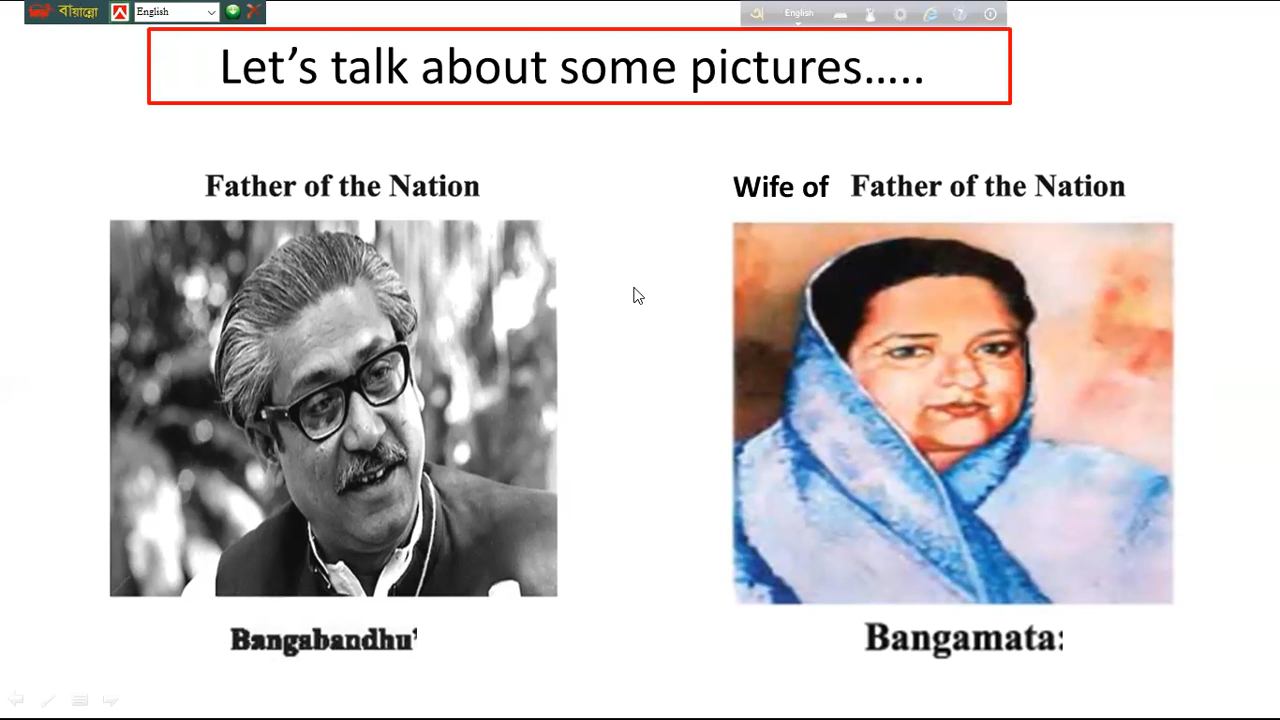 বায়ান্নো English অ English
Let's talk about some pictures…..
Father of the Nation
Wife of Father of the Nation
Bangabandhu'
Bangamata: